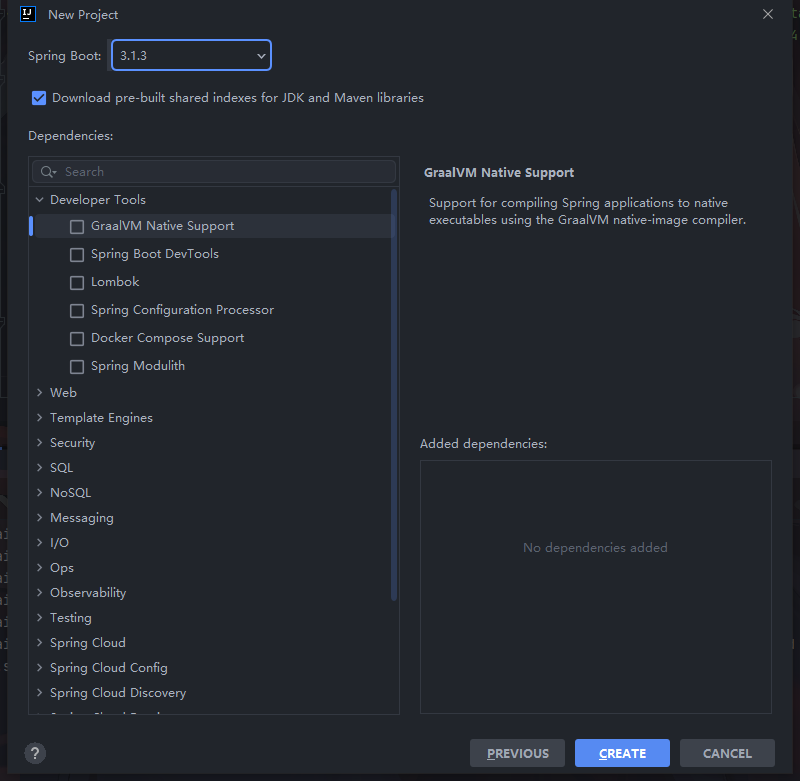 IJ
New Project
Spring Boot: 3.1.3
Download pre-built shared indexes for JDK and Maven libraries
Dependencies:
Search
Developer Tools
GraalVM Native Support
Spring Boot DevTools
Lombok
Spring Configuration Processor
Docker Compose Support
Spring Modulith
Web
Template Engines
Security
SQL
NoSQL
Messaging
I/O
Ops
Observability
Testing
Spring Cloud
Spring Cloud Config
Spring Cloud Discovery
GraalVM Native Support
Support for compiling Spring applications to native
executables using the GraalVM native-image compiler.
Added dependencies:
No dependencies added
?
PREVIOUS
CREATE
CANCEL